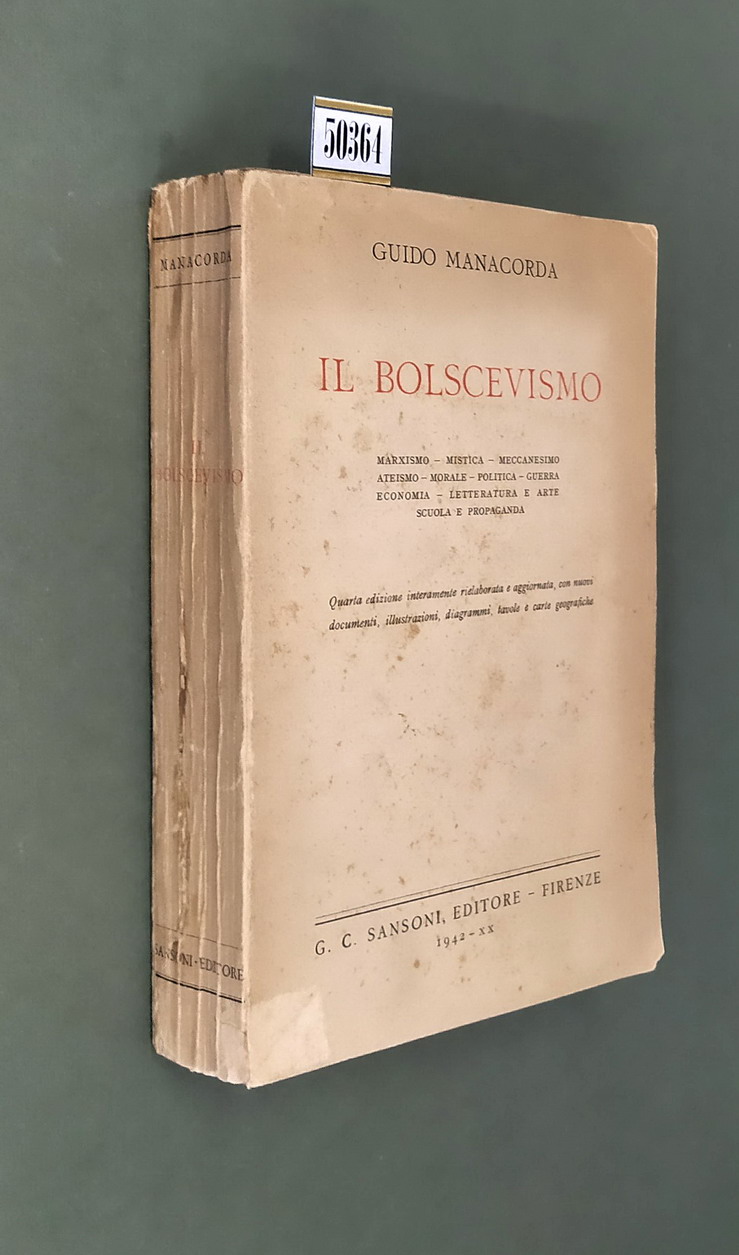 50364
MANACORDA
IL
BOLSCEVISMO
SANSONI-EDITORE
GUIDO MANACORDA
IL BOLSCEVISMO
MARXISMO – MISTICA – MECCANESIMO
ATEISMO – MORALE – POLITICA – GUERRA
ECONOMIA – LETTERATURA E ARTE
SCUOLA E PROPAGANDA
Quarta edizione interamente rielaborata e aggiornata, con nuovi
documenti, illustrazioni, diagrammi, tavole e carte geografiche
G. C. SANSONI, EDITORE – FIRENZE
1942-XX